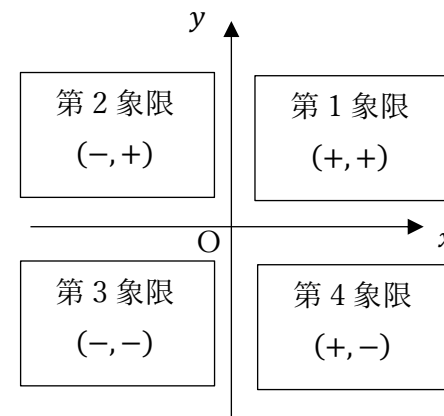 y
第 2 象限
(−, +)
第 1 象限
(+, +)
O
x
第 3 象限
(−, −)
第 4 象限
(+, −)